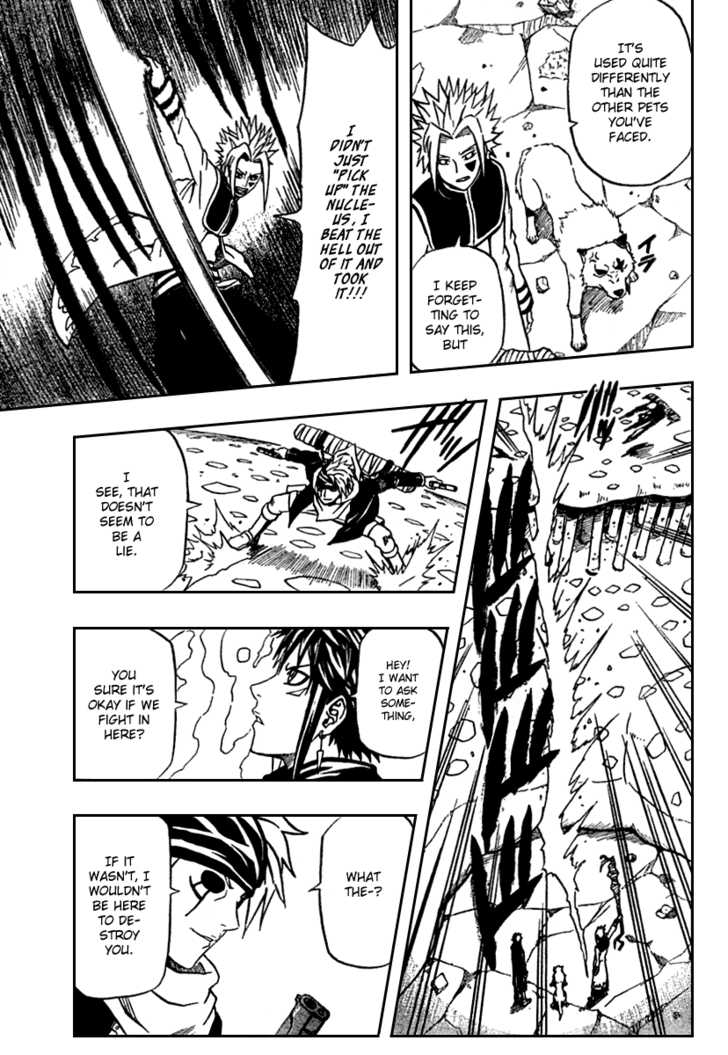 IT'S
USED QUITE
DIFFERENTLY
THAN THE
OTHER PETS
YOU'VE
FACED.
I KEEP
FORGET-
TING TO
SAY THIS,
BUT
イラ
I
DIDN'T
JUST
"PICK
UP" THE
NUCLE-
US, I
BEAT THE
HELL OUT
OF IT AND
TOOK
IT!!!
I
SEE, THAT
DOESN'T
SEEM TO
BE A
LIE.
HEY!
I WANT
TO ASK
SOME-
THING,
YOU
SURE IT'S
OKAY IF WE
FIGHT IN
HERE?
WHAT
THE-?
IF IT
WASN'T, I
WOULDN'T
BE HERE
TO DE-
STROY
YOU.